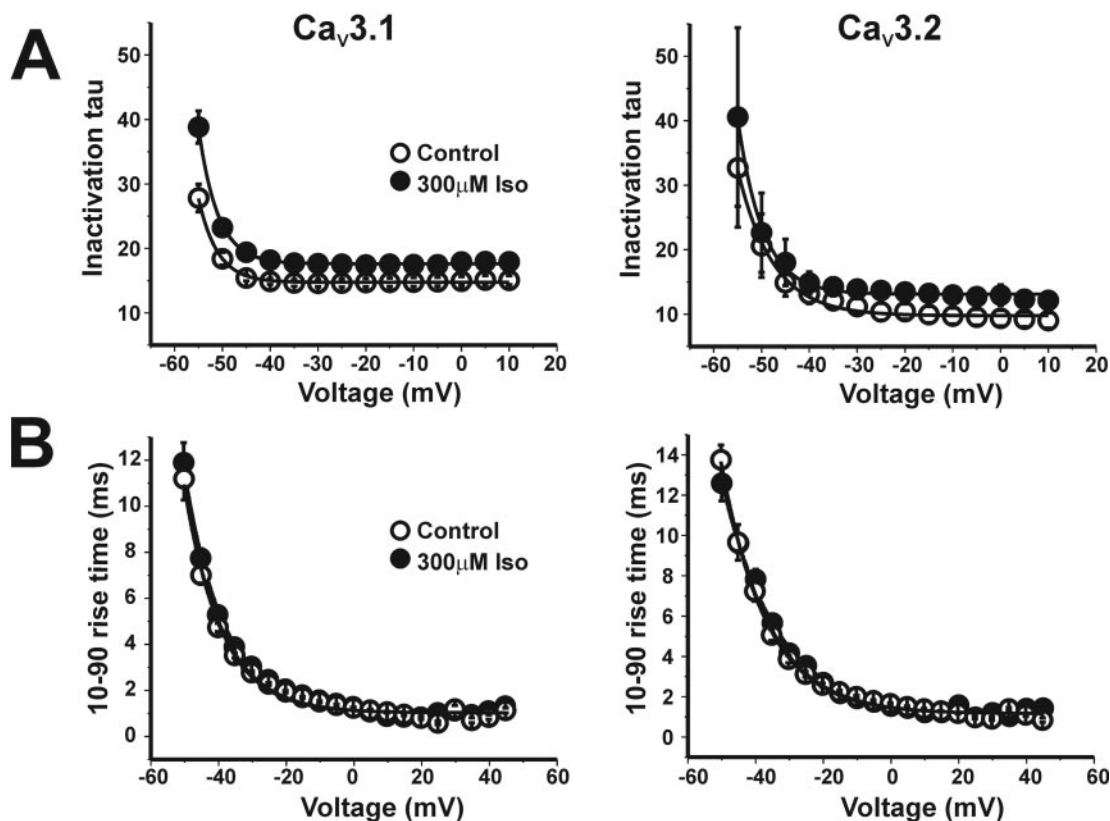 A
Ca_V3.1
Ca_V3.2
Inactivation tau
50
40
30
20
10
Control
300μM Iso
-60 -50 -40 -30 -20 -10 0 10 20
Voltage (mV)
Inactivation tau
50
40
30
20
10
-60 -50 -40 -30 -20 -10 0 10 20
Voltage (mV)
B
10-90 rise time (ms)
12
10
8
6
4
2
0
Control
300μM Iso
-60 -40 -20 0 20 40 60
Voltage (mV)
10-90 rise time (ms)
14
12
10
8
6
4
2
0
-60 -40 -20 0 20 40 60
Voltage (mV)